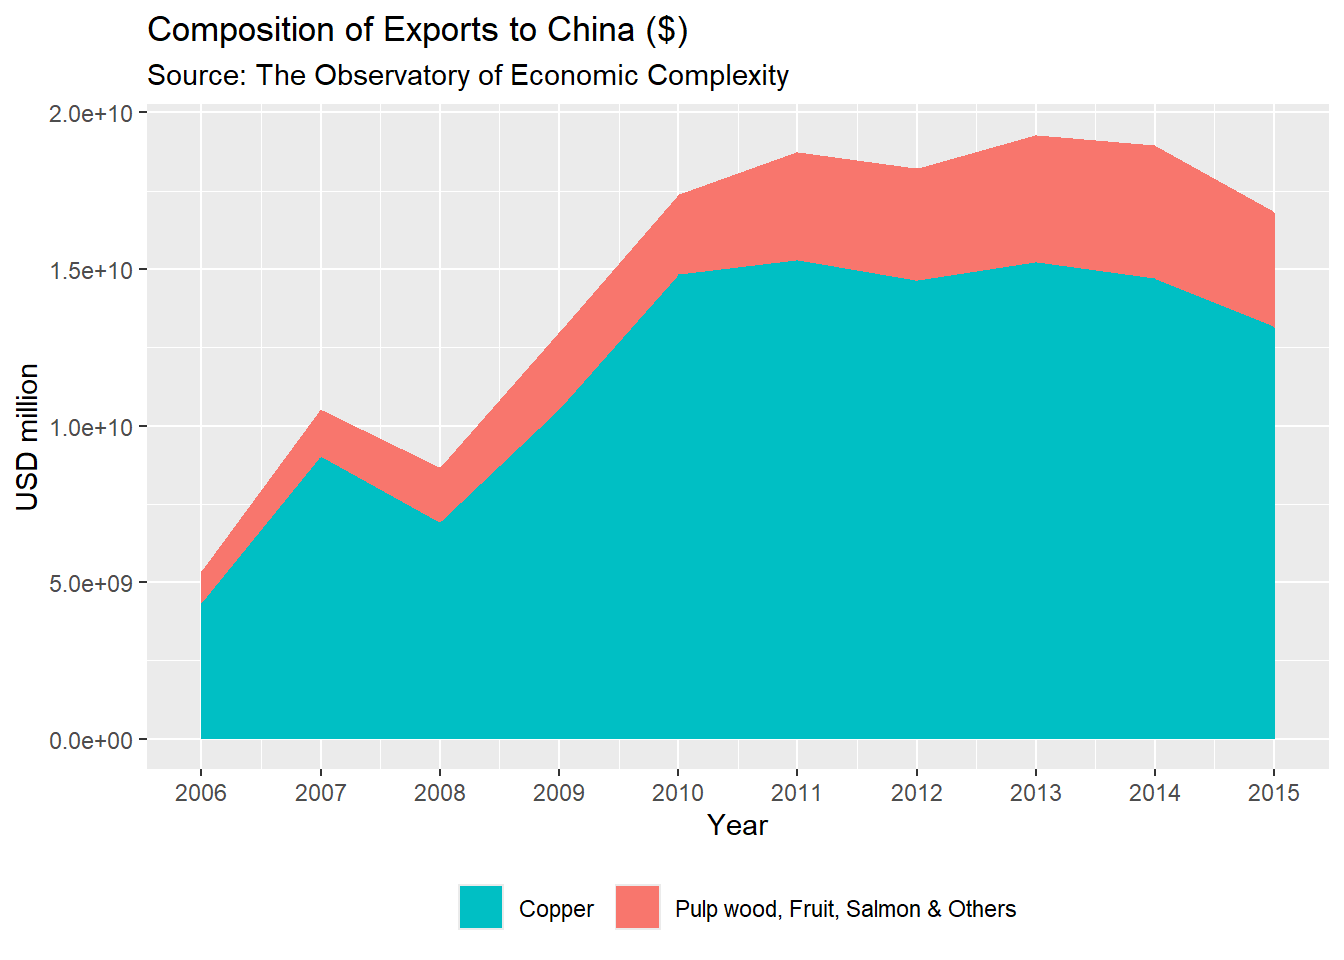 Composition of Exports to China ($)
Source: The Observatory of Economic Complexity
2.0e+10
1.5e+10
1.0e+10
5.0e+09
0.0e+00
USD million
2006 2007 2008 2009 2010 2011 2012 2013 2014 2015
Year
Copper Pulp wood, Fruit, Salmon & Others